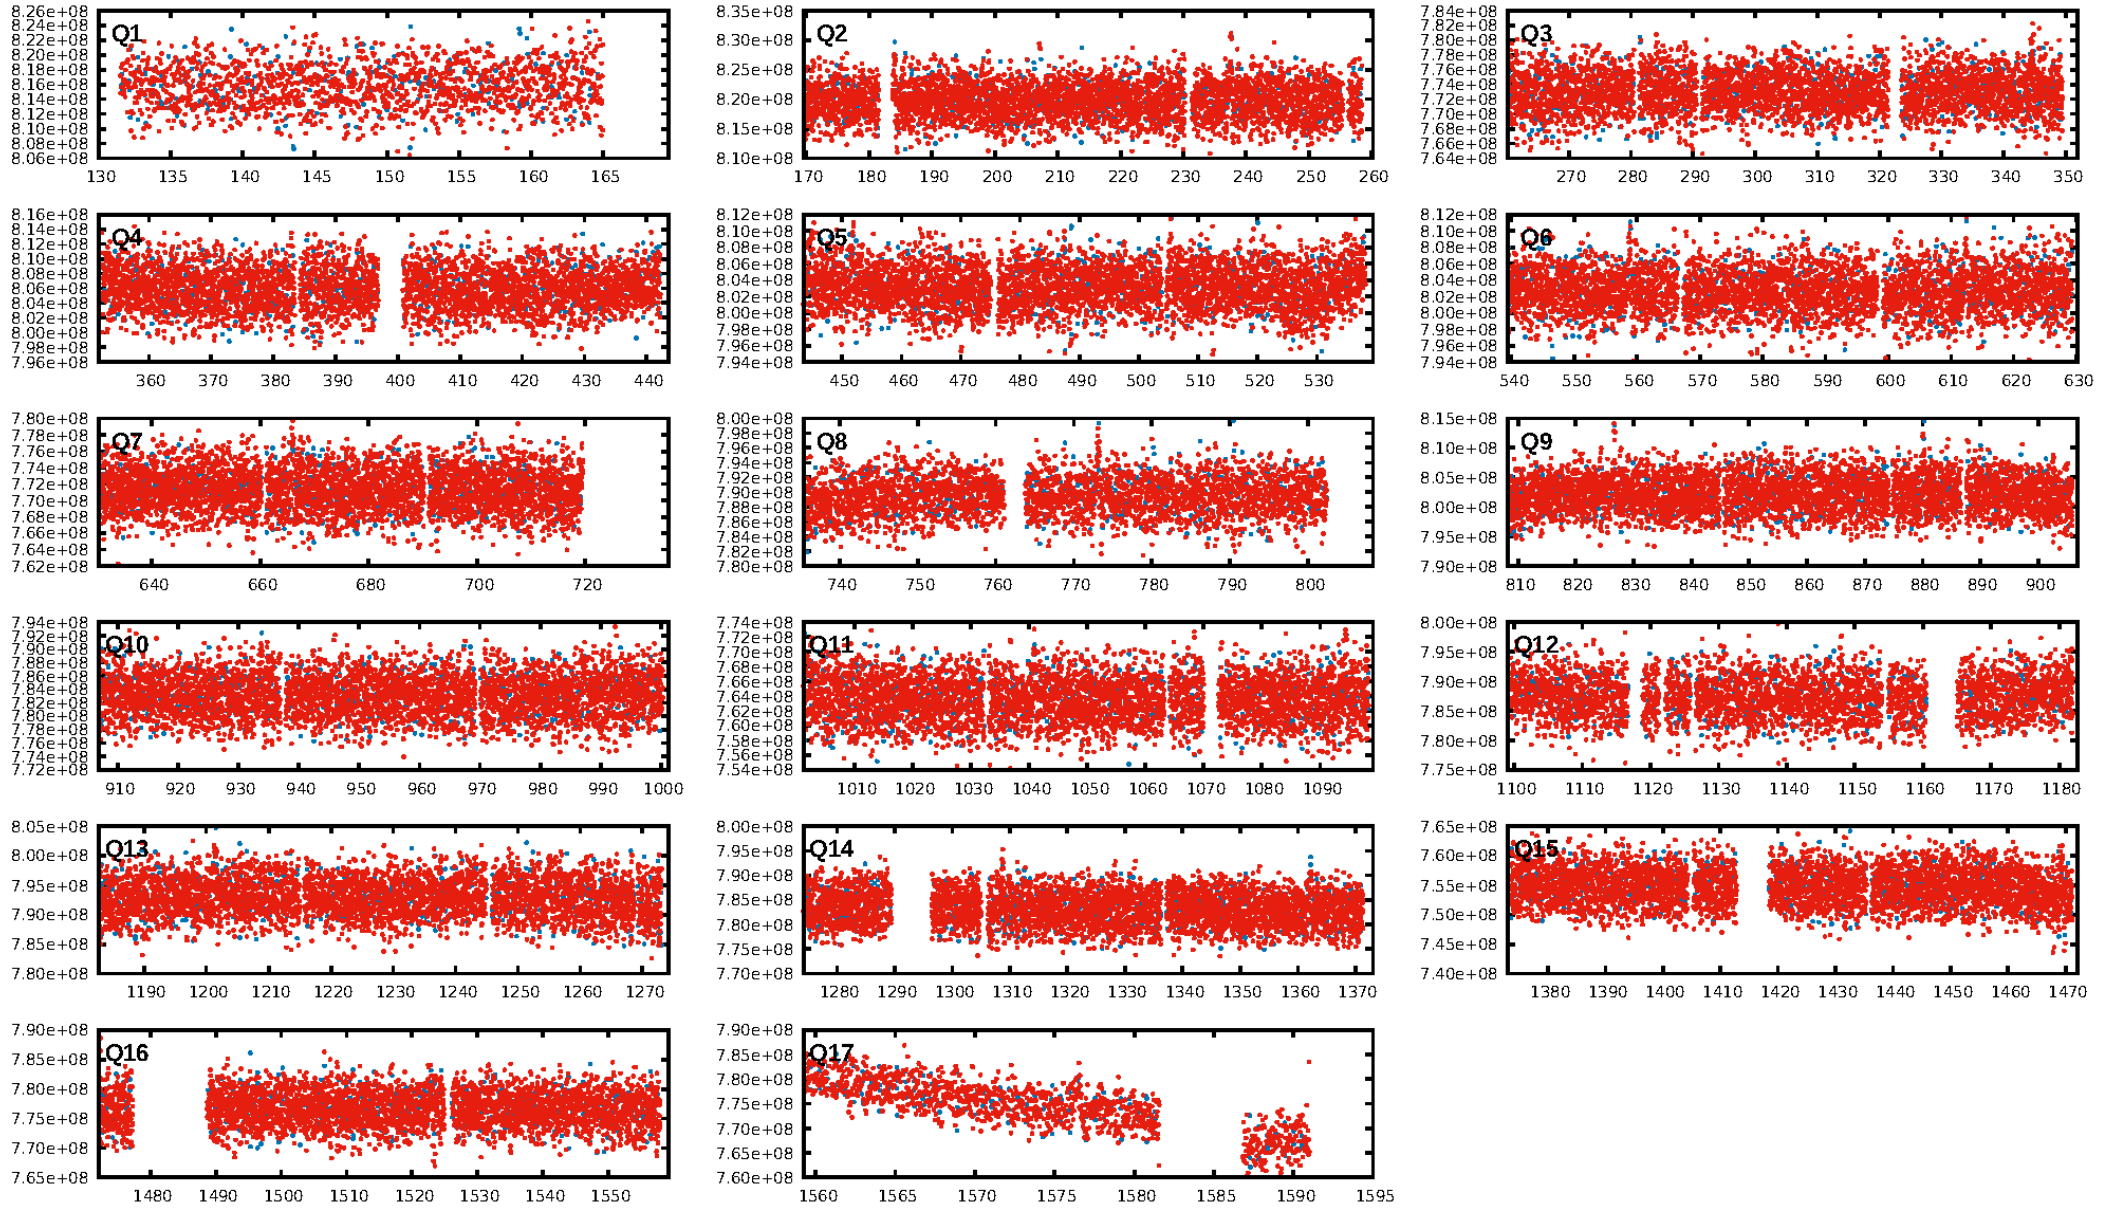 8.26e+08
8.24e+08
8.22e+08
8.20e+08
8.18e+08
8.16e+08
8.14e+08
8.12e+08
8.10e+08
8.08e+08
8.06e+08
Q1
130 135 140 145 150 155 160 165
8.35e+08
8.30e+08
8.25e+08
8.20e+08
8.15e+08
8.10e+08
Q2
170 180 190 200 210 220 230 240 250 260
7.84e+08
7.82e+08
7.80e+08
7.78e+08
7.76e+08
7.74e+08
7.72e+08
7.70e+08
7.68e+08
7.66e+08
7.64e+08
Q3
270 280 290 300 310 320 330 340 350
8.16e+08
8.14e+08
8.12e+08
8.10e+08
8.08e+08
8.06e+08
8.04e+08
8.02e+08
8.00e+08
7.98e+08
7.96e+08
Q4
360 370 380 390 400 410 420 430 440
8.12e+08
8.10e+08
8.08e+08
8.06e+08
8.04e+08
8.02e+08
8.00e+08
7.98e+08
7.96e+08
7.94e+08
Q5
450 460 470 480 490 500 510 520 530
8.12e+08
8.10e+08
8.08e+08
8.06e+08
8.04e+08
8.02e+08
8.00e+08
7.98e+08
7.96e+08
7.94e+08
Q6
540 550 560 570 580 590 600 610 620 630
7.80e+08
7.78e+08
7.76e+08
7.74e+08
7.72e+08
7.70e+08
7.68e+08
7.66e+08
7.64e+08
7.62e+08
Q7
640 660 680 700 720
8.00e+08
7.98e+08
7.96e+08
7.94e+08
7.92e+08
7.90e+08
7.88e+08
7.86e+08
7.84e+08
7.82e+08
7.80e+08
Q8
740 750 760 770 780 790 800
8.15e+08
8.10e+08
8.05e+08
8.00e+08
7.95e+08
7.90e+08
Q9
810 820 830 840 850 860 870 880 890 900
7.94e+08
7.92e+08
7.90e+08
7.88e+08
7.86e+08
7.84e+08
7.82e+08
7.80e+08
7.78e+08
7.76e+08
7.74e+08
7.72e+08
Q10
910 920 930 940 950 960 970 980 990 1000
7.74e+08
7.72e+08
7.70e+08
7.68e+08
7.66e+08
7.64e+08
7.62e+08
7.60e+08
7.58e+08
7.56e+08
7.54e+08
Q11
1010 1020 1030 1040 1050 1060 1070 1080 1090
8.00e+08
7.95e+08
7.90e+08
7.85e+08
7.80e+08
7.75e+08
Q12
1100 1110 1120 1130 1140 1150 1160 1170 1180
8.05e+08
8.00e+08
7.95e+08
7.90e+08
7.85e+08
7.80e+08
Q13
1190 1200 1210 1220 1230 1240 1250 1260 1270
8.00e+08
7.95e+08
7.90e+08
7.85e+08
7.80e+08
7.75e+08
7.70e+08
Q14
1280 1290 1300 1310 1320 1330 1340 1350 1360 1370
7.65e+08
7.60e+08
7.55e+08
7.50e+08
7.45e+08
7.40e+08
Q15
1380 1390 1400 1410 1420 1430 1440 1450 1460 1470
7.90e+08
7.85e+08
7.80e+08
7.75e+08
7.70e+08
7.65e+08
Q16
1480 1490 1500 1510 1520 1530 1540 1550
7.90e+08
7.85e+08
7.80e+08
7.75e+08
7.70e+08
7.65e+08
7.60e+08
Q17
1560 1565 1570 1575 1580 1585 1590 1595